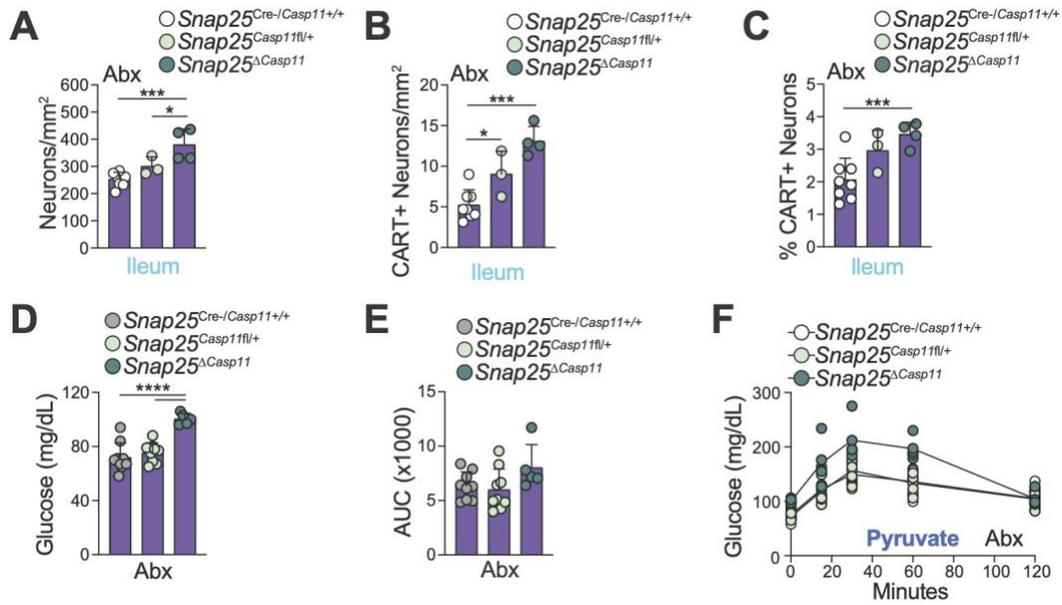 A
Snap25Cre-/Casp11+/+
Snap25Casp11fl/+
Snap25ΔCasp11
Abx
***
*
600
500
400
300
200
100
0
Neurons/mm2
Ileum
B
Snap25Cre-/Casp11+/+
Snap25Casp11fl/+
Snap25ΔCasp11
Abx
***
*
20
15
10
5
0
CART+ Neurons/mm2
Ileum
C
Snap25Cre-/Casp11+/+
Snap25Casp11fl/+
Snap25ΔCasp11
Abx
***
5
4
3
2
1
0
% CART+ Neurons
Ileum
D
Snap25Cre-/Casp11+/+
Snap25Casp11fl/+
Snap25ΔCasp11
****
120
80
40
0
Glucose (mg/dL)
Abx
E
Snap25Cre-/Casp11+/+
Snap25Casp11fl/+
Snap25ΔCasp11
15
10
5
0
AUC (x1000)
Abx
F
Snap25Cre-/Casp11+/+
Snap25Casp11fl/+
Snap25ΔCasp11
300
200
100
0
Glucose (mg/dL)
Pyruvate Abx
0 20 40 60 80 100 120
Minutes